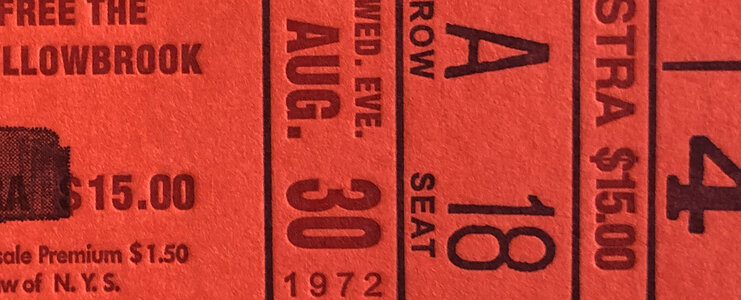 FREE THE
LLOWBROOK
A $15.00
sale Premium $1.50
w of N.Y.S.
WED. EVE.
AUG. 30
1972
ROW A
SEAT 18
STRA $15.00
4